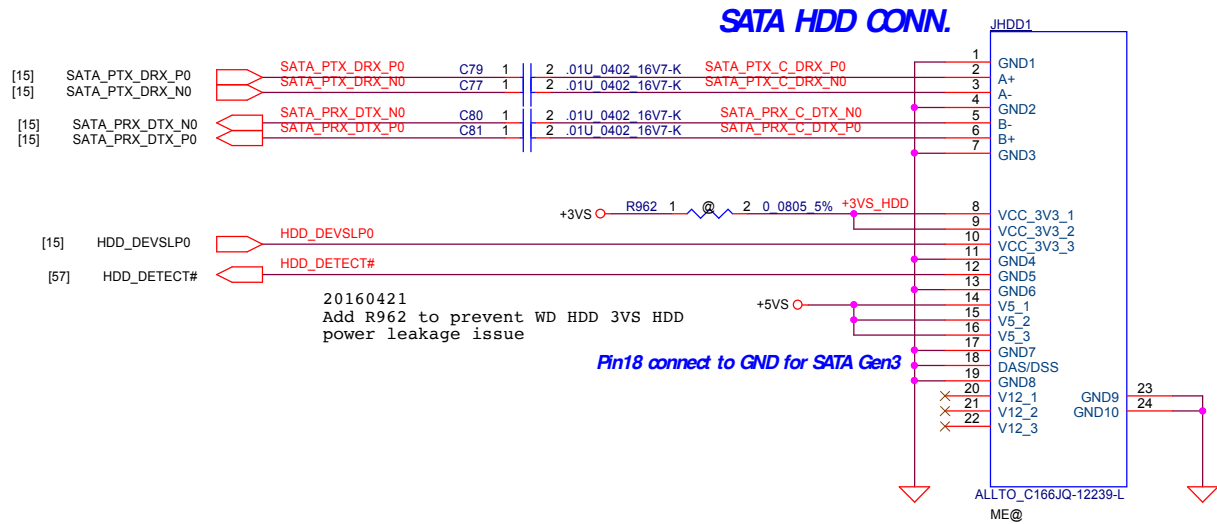 SATA HDD CONN.
JHDD1
[15] SATA_PTX_DRX_P0 SATA_PTX_DRX_P0 C79 1 2 .01U_0402_16V7-K SATA_PTX_C_DRX_P0
[15] SATA_PTX_DRX_N0 SATA_PTX_DRX_N0 C77 1 2 .01U_0402_16V7-K SATA_PTX_C_DRX_N0
[15] SATA_PRX_DTX_N0 SATA_PRX_DTX_N0 C80 1 2 .01U_0402_16V7-K SATA_PRX_C_DTX_N0
[15] SATA_PRX_DTX_P0 SATA_PRX_DTX_P0 C81 1 2 .01U_0402_16V7-K SATA_PRX_C_DTX_P0
1 GND1
2 A+
3 A-
4 GND2
5 B-
6 B+
7 GND3
+3VS R962 1 @ 2 0_0805_5% +3VS_HDD
8 VCC_3V3_1
9 VCC_3V3_2
[15] HDD_DEVSLP0 HDD_DEVSLP0 10 VCC_3V3_3
11 GND4
[57] HDD_DETECT# HDD_DETECT# 12 GND5
13 GND6
20160421
Add R962 to prevent WD HDD 3VS HDD
power leakage issue
+5VS 14 V5_1
15 V5_2
16 V5_3
17 GND7
Pin18 connect to GND for SATA Gen3
18 DAS/DSS
19 GND8
20 V12_1
21 V12_2
22 V12_3
GND9 23
GND10 24
ALLTO_C166JQ-12239-L
ME@